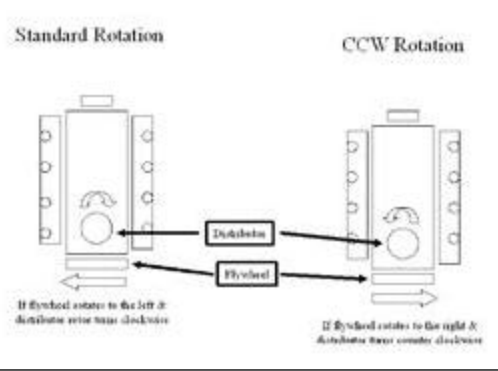 Standard Rotation
CCW Rotation
Distributor
Flywheel
If flywheel rotates to the left &
distributor rotor turns clockwise
If flywheel rotates to the right &
distributor turns counter clockwise